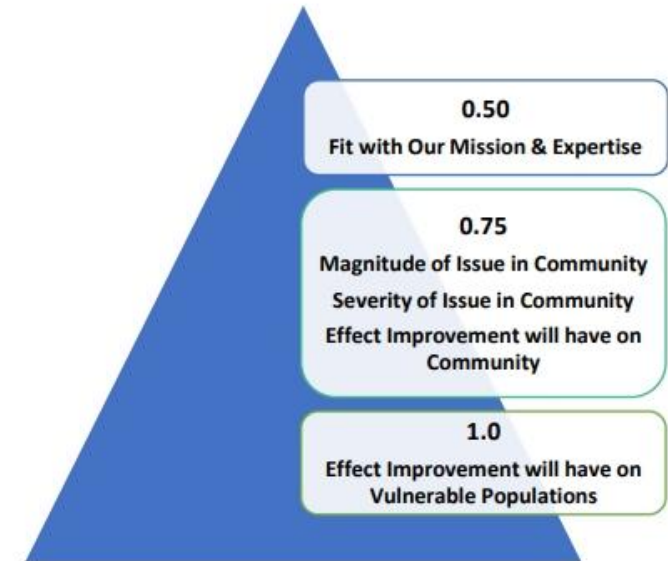 0.50
Fit with Our Mission & Expertise
0.75
Magnitude of Issue in Community
Severity of Issue in Community
Effect Improvement will have on
Community
1.0
Effect Improvement will have on
Vulnerable Populations